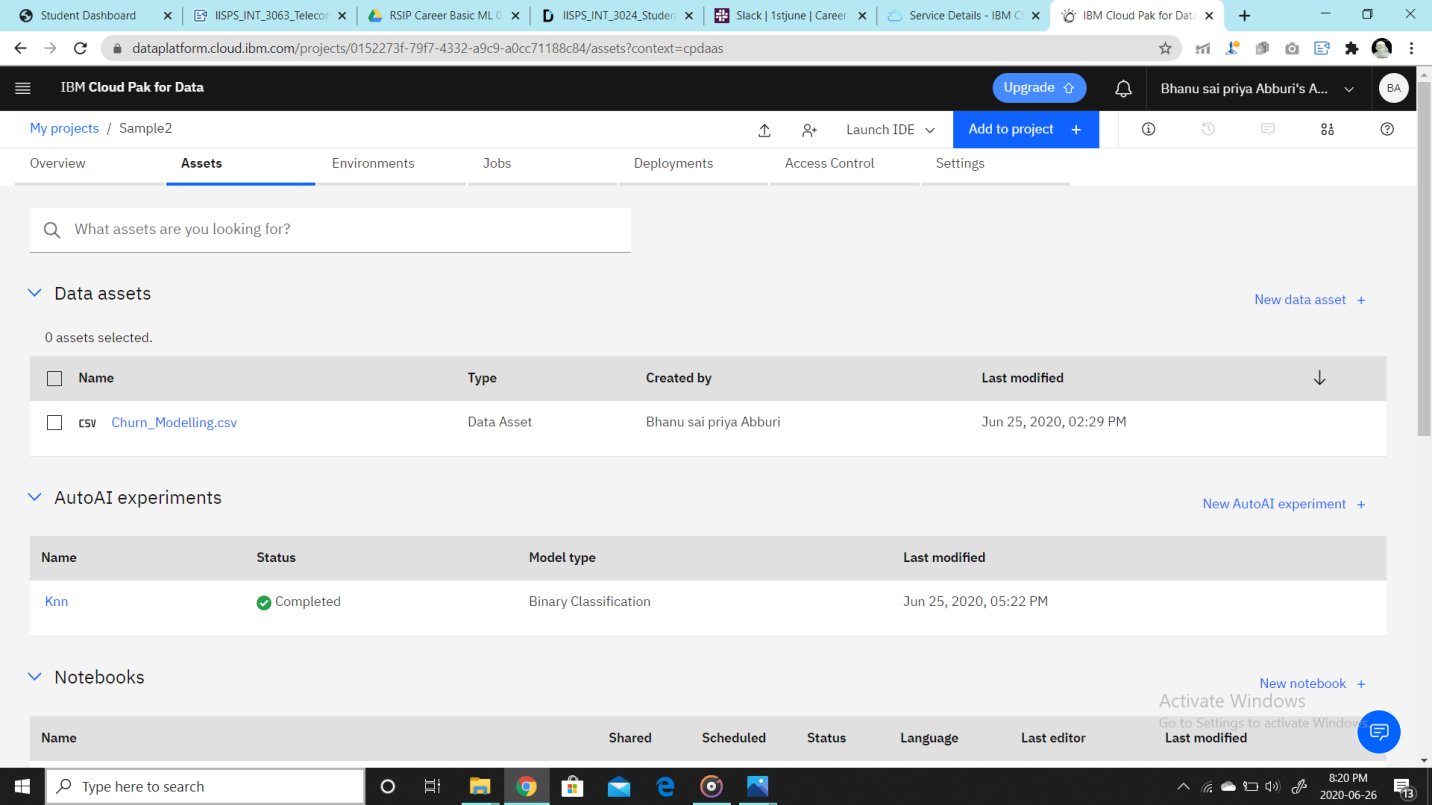 Student Dashboard
IISPS_INT_3063_Telecon
RSIP Career Basic ML 0
IISPS_INT_3024_Studen
Slack | 1stjune | Career
Service Details - IBM C
IBM Cloud Pak for Data
dataplatform.cloud.ibm.com/projects/0152273f-79f7-4332-a9c9-a0cc71188c84/assets?context=cpdaas
IBM Cloud Pak for Data
Upgrade
Bhanu sai priya Abburi's A...
BA
My projects / Sample2
Launch IDE
Add to project +
Overview
Assets
Environments
Jobs
Deployments
Access Control
Settings
What assets are you looking for?
Data assets
New data asset +
0 assets selected.
Name Type Created by Last modified
CSV Churn_Modelling.csv Data Asset Bhanu sai priya Abburi Jun 25, 2020, 02:29 PM
AutoAI experiments
New AutoAI experiment +
Name Status Model type Last modified
Knn Completed Binary Classification Jun 25, 2020, 05:22 PM
Notebooks
New notebook +
Activate Windows
Go to Settings to activate Windows.
Name Shared Scheduled Status Language Last editor Last modified
Type here to search
8:20 PM
2020-06-26
13